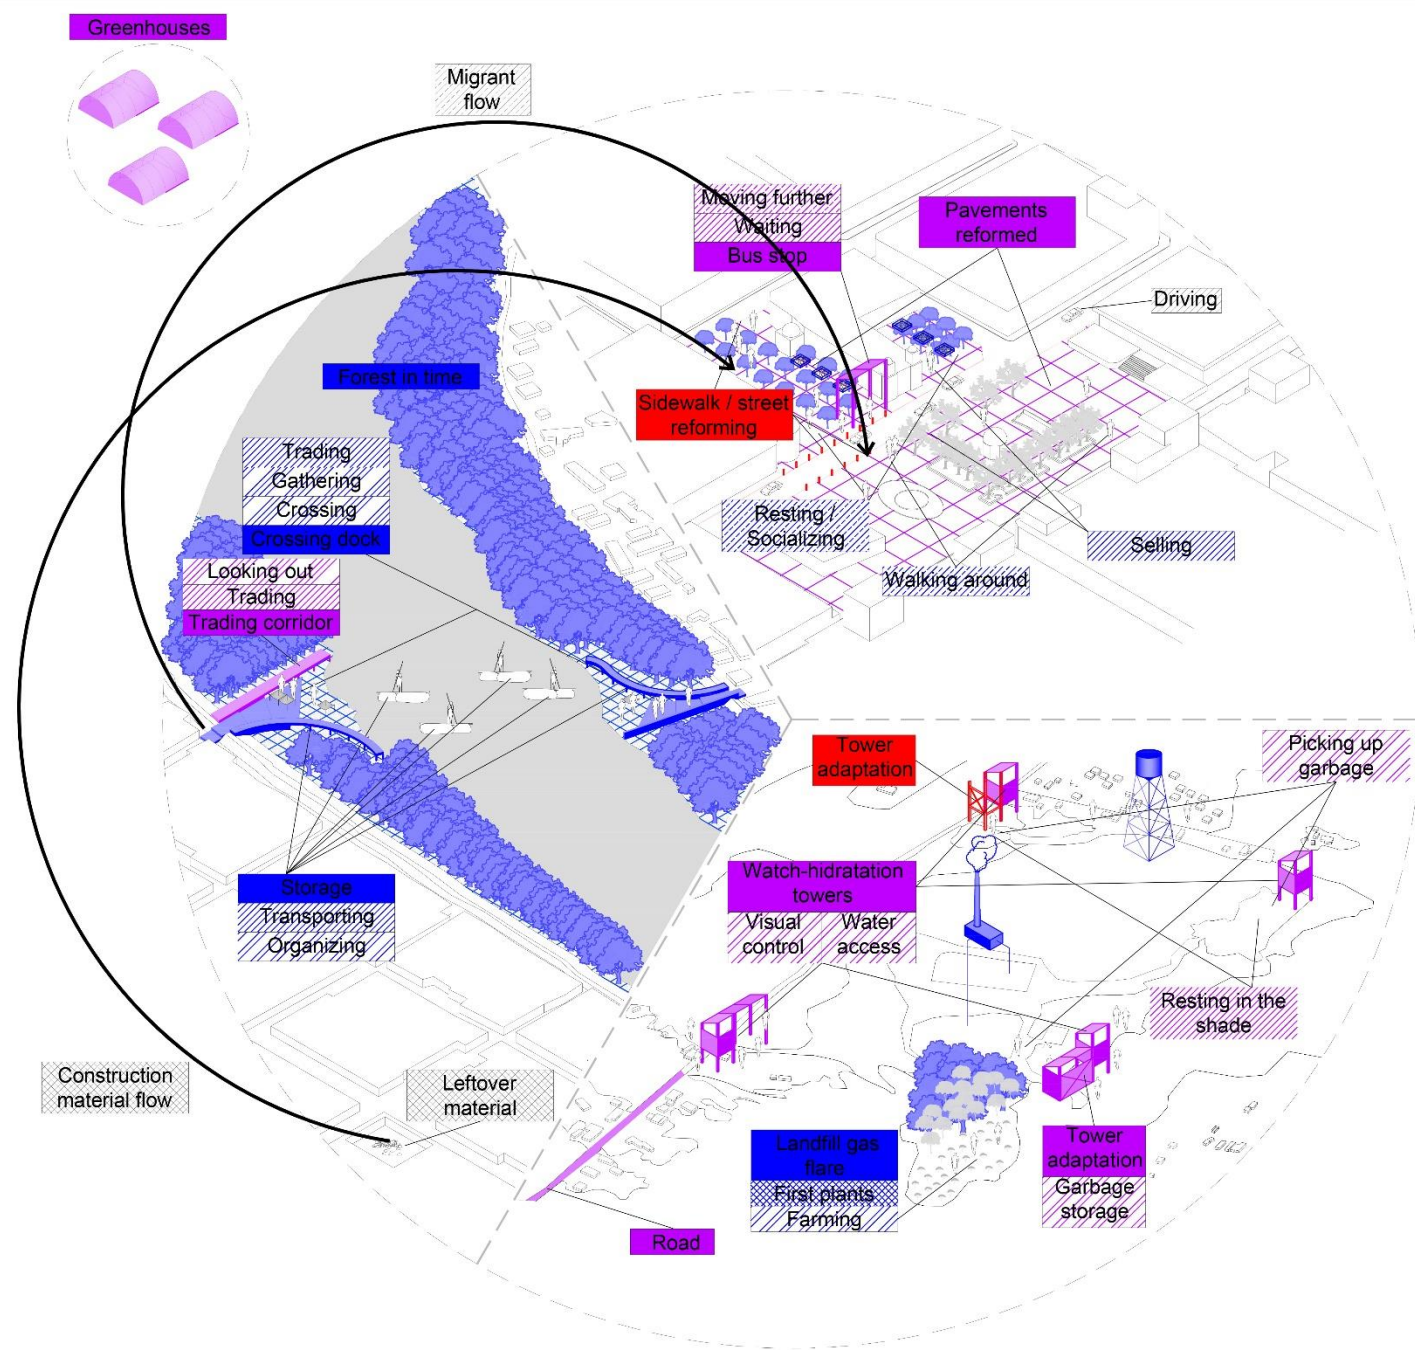 Greenhouses
Migrant
flow
Moving further
Waiting
Bus stop
Pavements
reformed
Driving
Forest in time
Sidewalk / street
reforming
Trading
Gathering
Crossing
Crossing dock
Looking out
Trading
Trading corridor
Resting /
Socializing
Selling
Walking around
Tower
adaptation
Picking up
garbage
Storage
Transporting
Organizing
Watch-hidratation
towers
Visual
control
Water
access
Resting in the
shade
Construction
material flow
Leftover
material
Landfill gas
flare
First plants
Farming
Tower
adaptation
Garbage
storage
Road